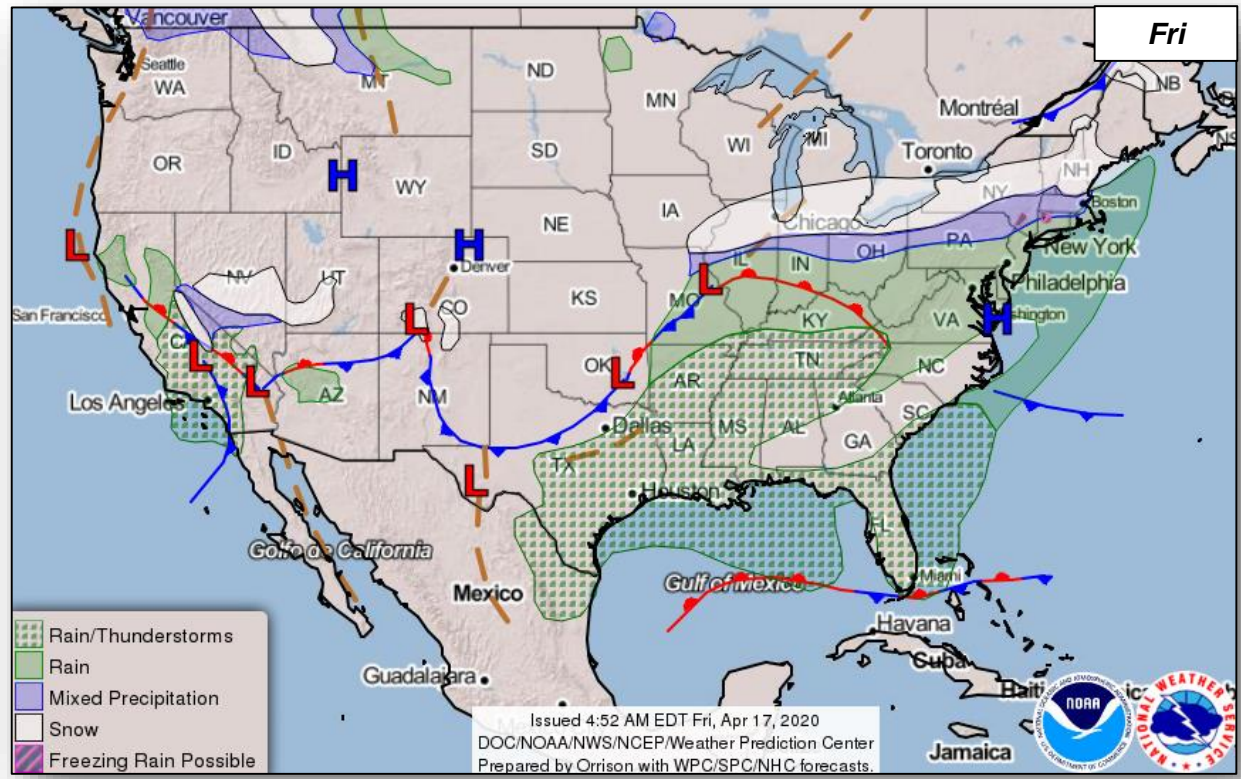 Fri
Vancouver
Seattle
WA
MT
ND
MN
Montréal
NB
OR
ID
WY
SD
WI
MI
Toronto
NH
NY
Boston
H
IA
Chicago
NE
L
H
Denver
IL
IN
OH
PA
New York
Philadelphia
NV
UT
CO
KS
L
MO
San Francisco
L
KY
VA
H
CA
L
L
AZ
NM
OK
L
AR
TN
NC
Los Angeles
Atlanta
SC
Dallas
MS
AL
GA
LA
TX
L
Houston
FL
Golfo de California
Gulf of Mexico
Miami
Mexico
Havana
Cuba
Guadalajara
Jamaica
Rain/Thunderstorms
Rain
Mixed Precipitation
Snow
Freezing Rain Possible
Issued 4:52 AM EDT Fri, Apr 17, 2020
DOC/NOAA/NWS/NCEP/Weather Prediction Center
Prepared by Orrison with WPC/SPC/NHC forecasts.
NOAA
NATIONAL WEATHER SERVICE